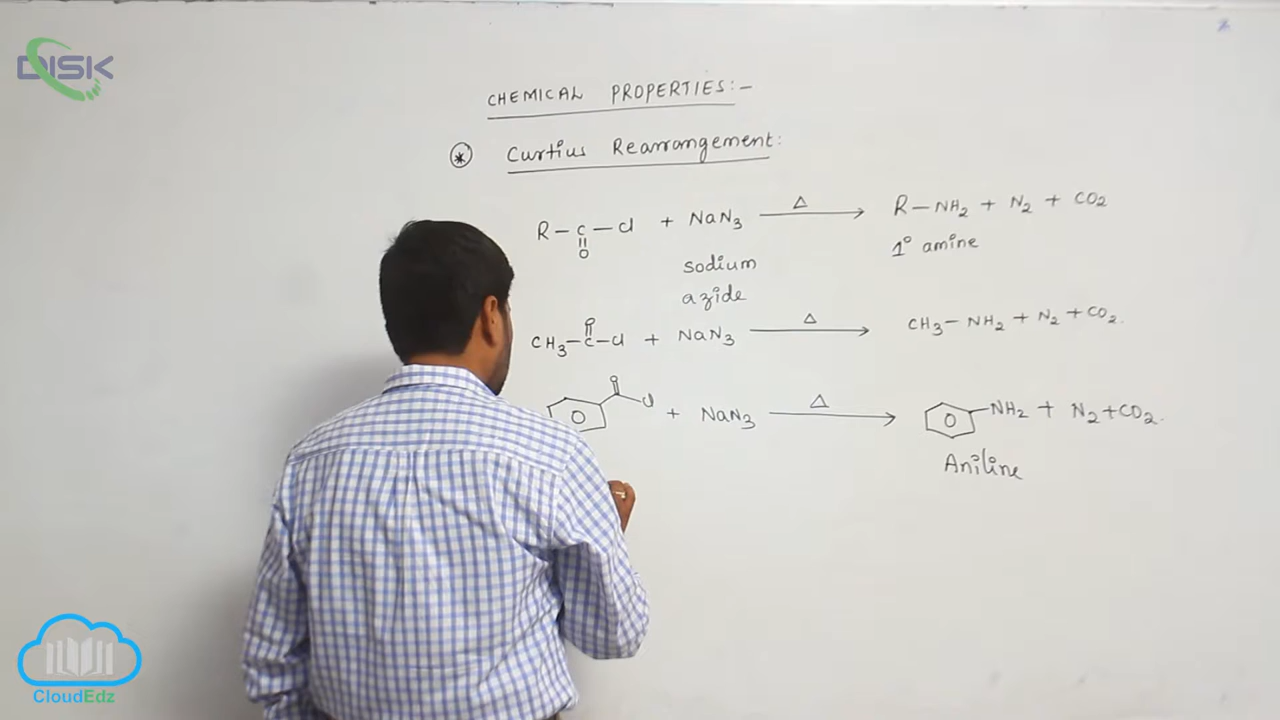 DISK
CHEMICAL PROPERTIES:-
* Curtius Rearrangement:
R-C-Cl + NaN3 Δ→ R-NH2 + N2 + CO2
O
sodium
azide
1° amine
O
CH3-C-Cl + NaN3 Δ→ CH3-NH2 + N2 + CO2.
O
Cl + NaN3 Δ→ NH2 + N2 + CO2.
Aniline
CloudEdz